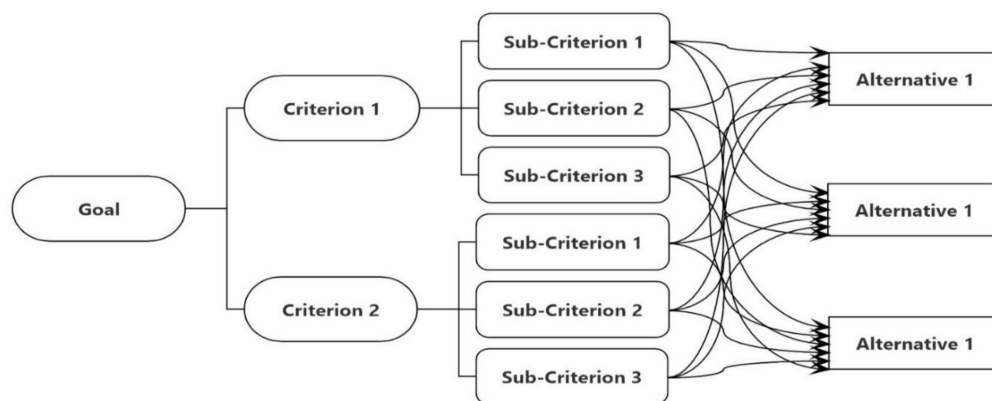 Goal
Criterion 1
Criterion 2
Sub-Criterion 1
Sub-Criterion 2
Sub-Criterion 3
Sub-Criterion 1
Sub-Criterion 2
Sub-Criterion 3
Alternative 1
Alternative 1
Alternative 1